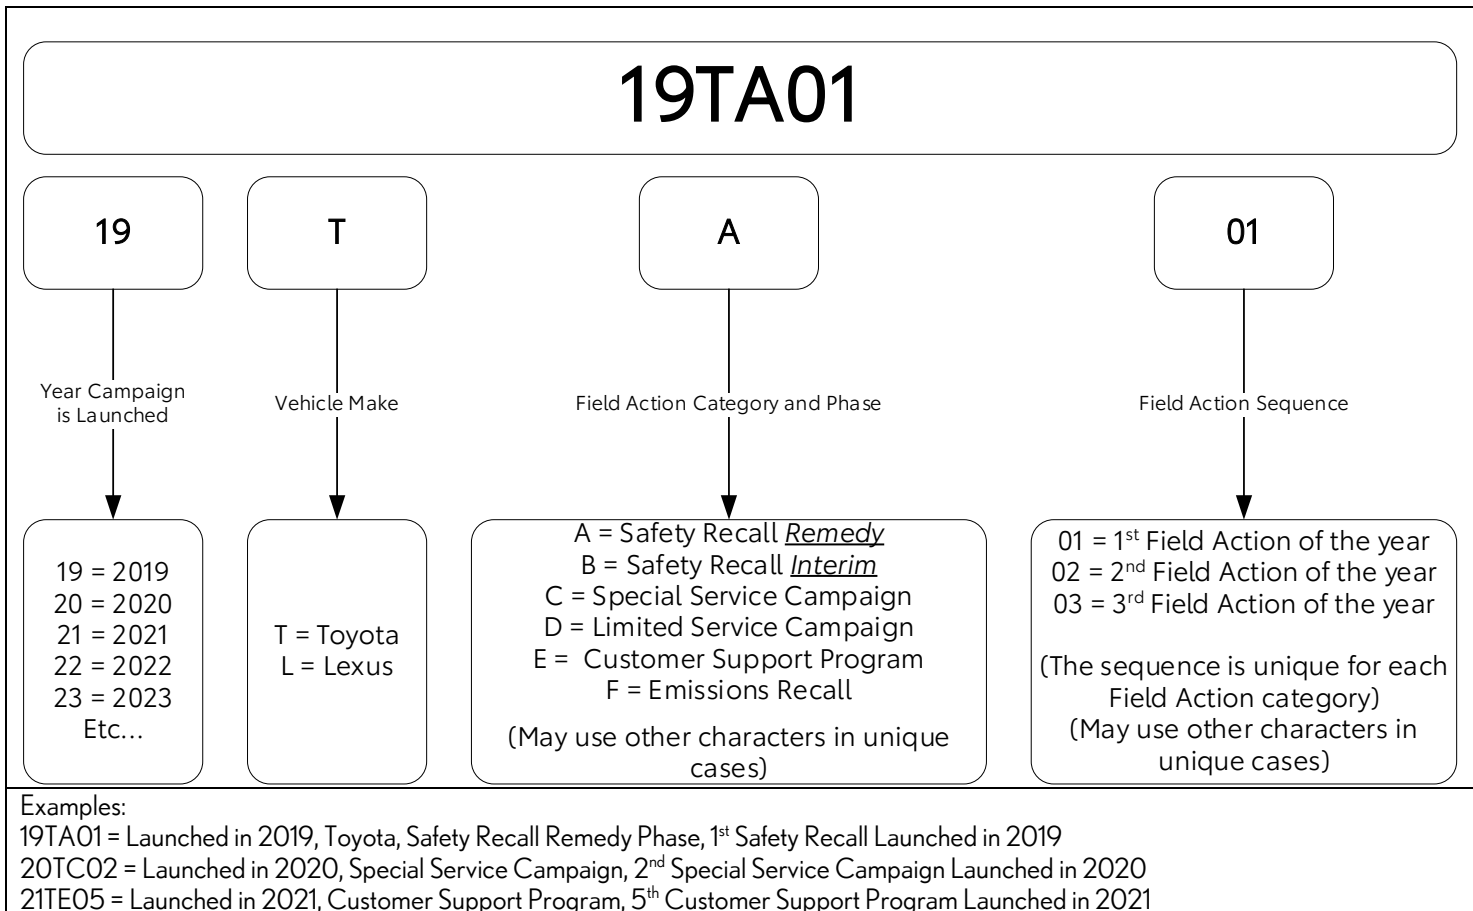 19TA01
19
T
A
01
Year Campaign
is Launched
Vehicle Make
Field Action Category and Phase
Field Action Sequence
19 = 2019
20 = 2020
21 = 2021
22 = 2022
23 = 2023
Etc...
T = Toyota
L = Lexus
A = Safety Recall Remedy
B = Safety Recall Interim
C = Special Service Campaign
D = Limited Service Campaign
E =  Customer Support Program
F = Emissions Recall
(May use other characters in unique
cases)
01 = 1st Field Action of the year
02 = 2nd Field Action of the year
03 = 3rd Field Action of the year
(The sequence is unique for each
Field Action category)
(May use other characters in
unique cases)
Examples:
19TA01 = Launched in 2019, Toyota, Safety Recall Remedy Phase, 1st Safety Recall Launched in 2019
20TC02 = Launched in 2020, Special Service Campaign, 2nd Special Service Campaign Launched in 2020
21TE05 = Launched in 2021, Customer Support Program, 5th Customer Support Program Launched in 2021